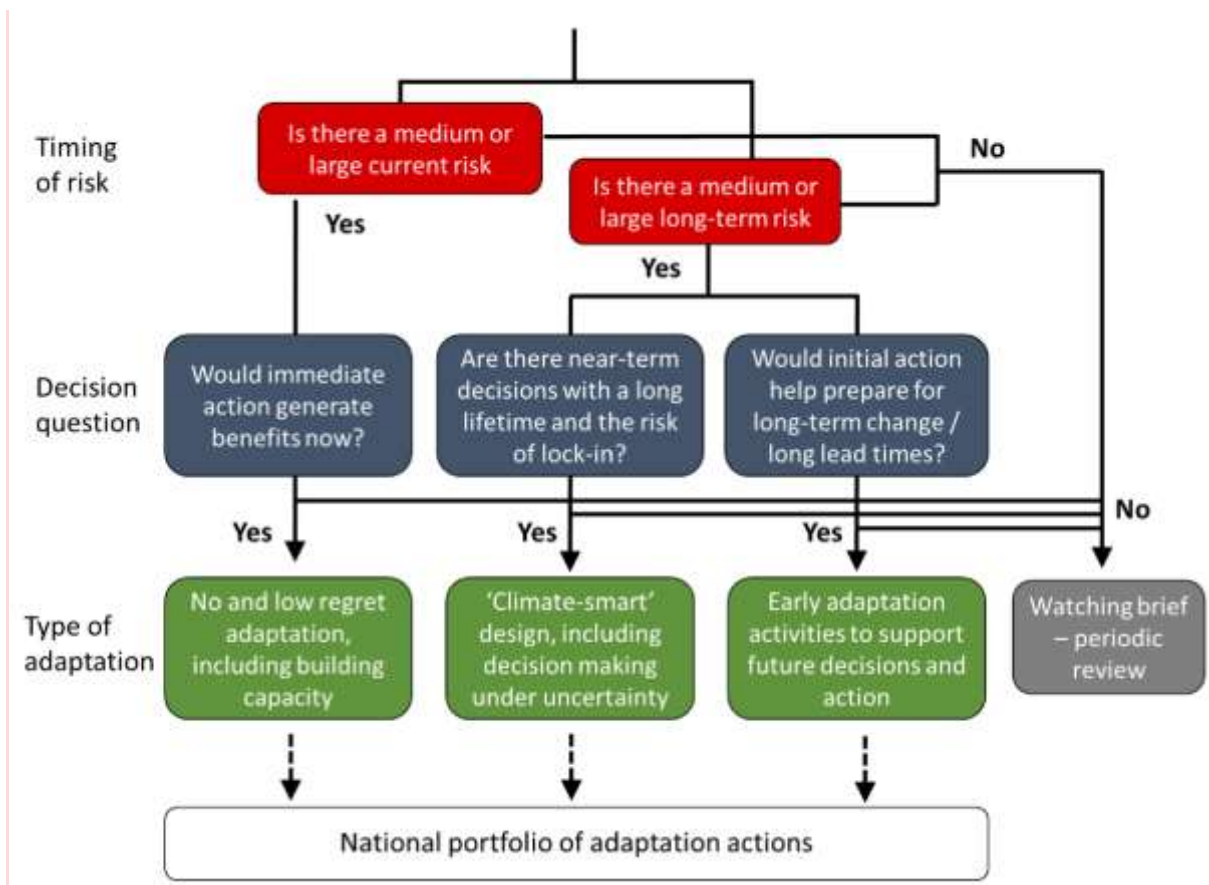 Timing
of risk
Is there a medium or
large current risk
No
Is there a medium or
large long-term risk
Yes
Yes
Decision
question
Would immediate
action generate
benefits now?
Are there near-term
decisions with a long
lifetime and the risk
of lock-in?
Would initial action
help prepare for
long-term change /
long lead times?
Yes
Yes
Yes
No
Type of
adaptation
No and low regret
adaptation,
including building
capacity
‘Climate-smart’
design, including
decision making
under uncertainty
Early adaptation
activities to support
future decisions and
action
Watching brief
– periodic
review
National portfolio of adaptation actions